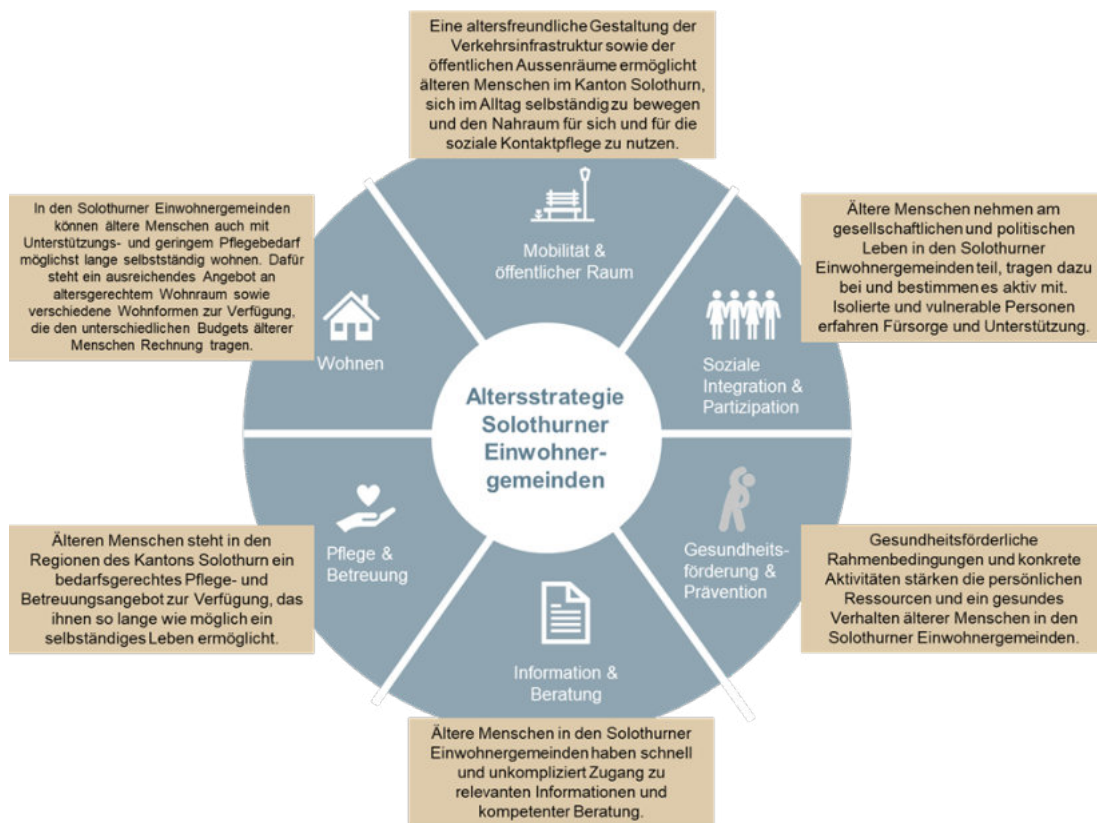 Eine altersfreundliche Gestaltung der
Verkehrsinfrastruktur sowie der
öffentlichen Aussenräume ermöglicht
älteren Menschen im Kanton Solothurn,
sich im Alltag selbständig zu bewegen
und den Nahraum für sich und für die
soziale Kontaktpflege zu nutzen.
Mobilität &
öffentlicher Raum
Ältere Menschen nehmen am
gesellschaftlichen und politischen
Leben in den Solothurner
Einwohnergemeinden teil, tragen dazu
bei und bestimmen es aktiv mit.
Isolierte und vulnerable Personen
erfahren Fürsorge und Unterstützung.
Soziale
Integration &
Partizipation
In den Solothurner Einwohnergemeinden
können ältere Menschen auch mit
Unterstützungs- und geringem Pflegebedarf
möglichst lange selbstständig wohnen. Dafür
steht ein ausreichendes Angebot an
altersgerechtem Wohnraum sowie
verschiedene Wohnformen zur Verfügung,
die den unterschiedlichen Budgets älterer
Menschen Rechnung tragen.
Wohnen
Altersstrategie
Solothurner
Einwohner-
gemeinden
Älteren Menschen steht in den
Regionen des Kantons Solothurn ein
bedarfsgerechtes Pflege- und
Betreuungsangebot zur Verfügung, das
ihnen so lange wie möglich ein
selbständiges Leben ermöglicht.
Pflege &
Betreuung
Gesundheits-
förderung &
Prävention
Gesundheitsförderliche
Rahmenbedingungen und konkrete
Aktivitäten stärken die persönlichen
Ressourcen und ein gesundes
Verhalten älterer Menschen in den
Solothurner Einwohnergemeinden.
Information &
Beratung
Ältere Menschen in den Solothurner
Einwohnergemeinden haben schnell
und unkompliziert Zugang zu
relevanten Informationen und
kompetenter Beratung.